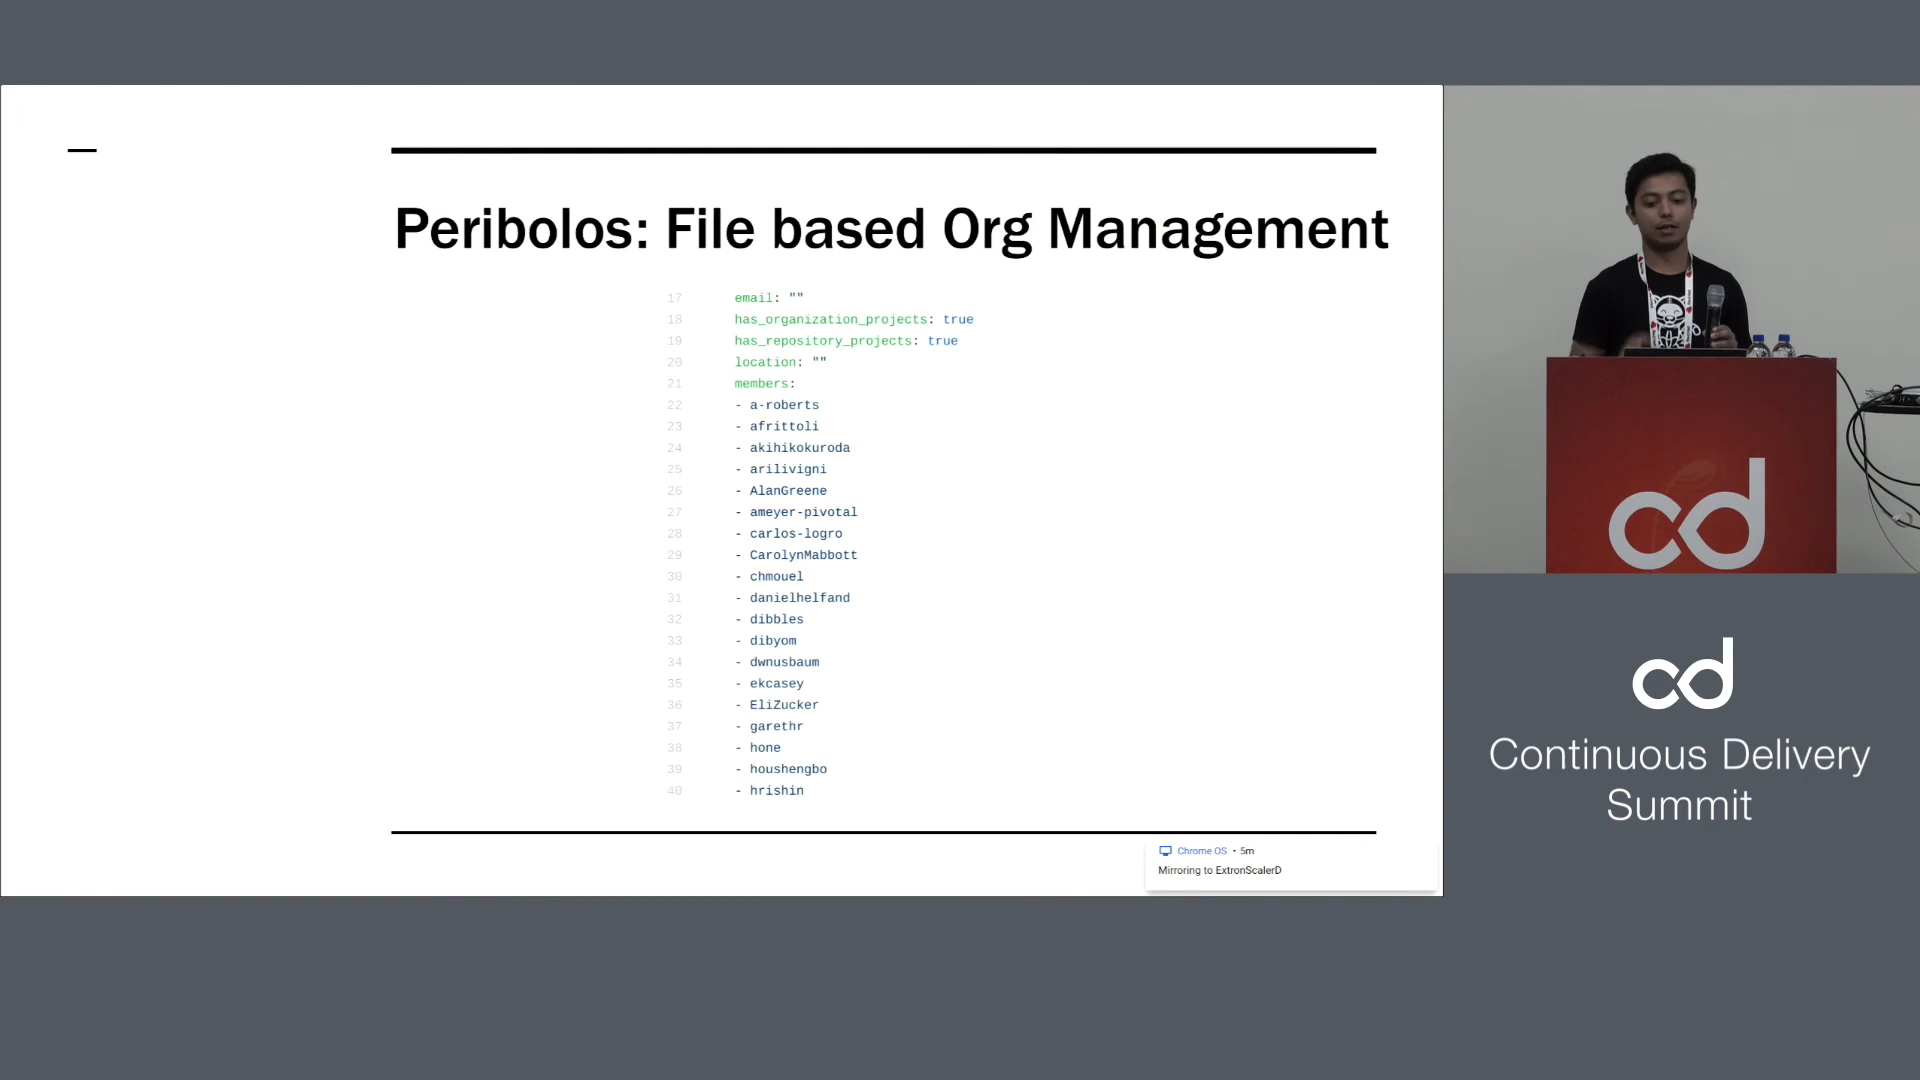 Peribolos: File based Org Management
17 email: ""
18 has_organization_projects: true
19 has_repository_projects: true
20 location: ""
21 members:
22 - a-roberts
23 - afrittoli
24 - akihikokuroda
25 - arilivigni
26 - AlanGreene
27 - ameyer-pivotal
28 - carlos-logro
29 - CarolynMabbott
30 - chmouel
31 - danielhelfand
32 - dibbles
33 - dibyom
34 - dwnusbaum
35 - ekcasey
36 - EliZucker
37 - garethr
38 - hone
39 - houshengbo
40 - hrishin
Chrome OS • 5m
Mirroring to ExtronScalerD
cd
cd
Continuous Delivery
Summit